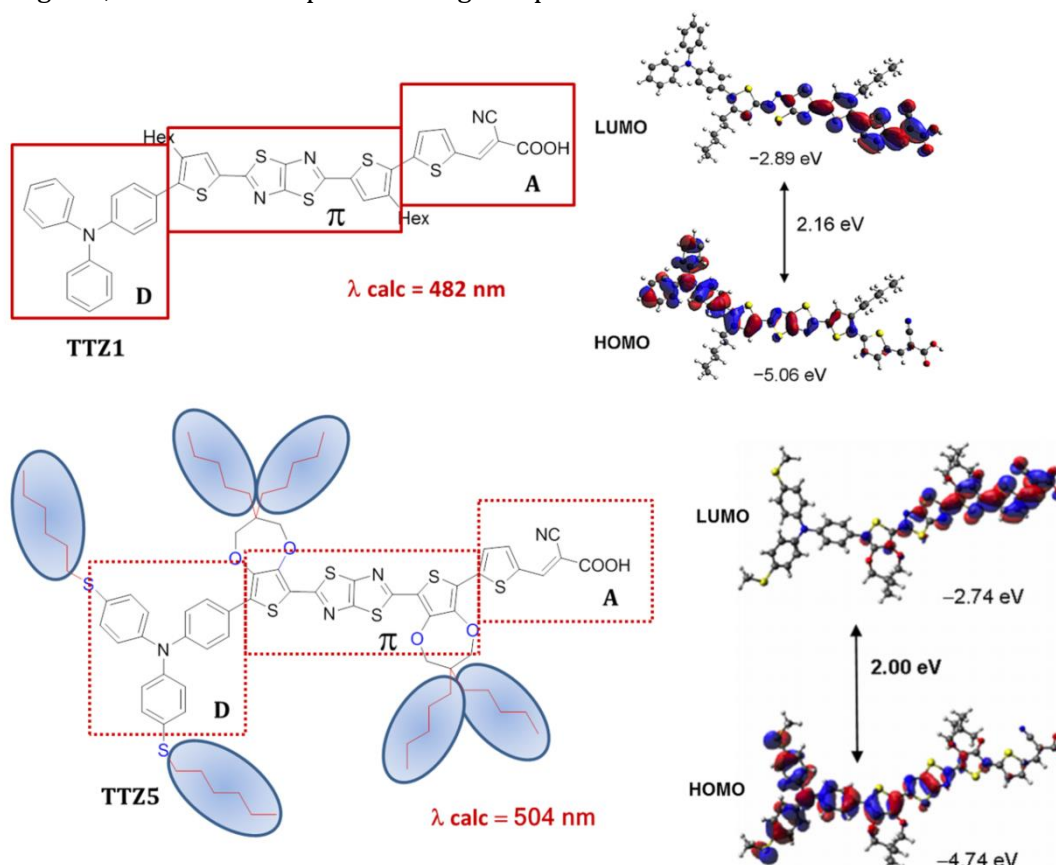 Hex
S
N
S
S
NC
COOH
A
LUMO
−2.89 eV
S
N
S
S
π
Hex
N
D
λ calc = 482 nm
TTZ1
2.16 eV
HOMO
−5.06 eV
O
O
S
NC
COOH
A
S
S
N
S
N
S
S
O
O
π
N
D
S
TTZ5
λ calc = 504 nm
LUMO
−2.74 eV
2.00 eV
HOMO
−4.74 eV